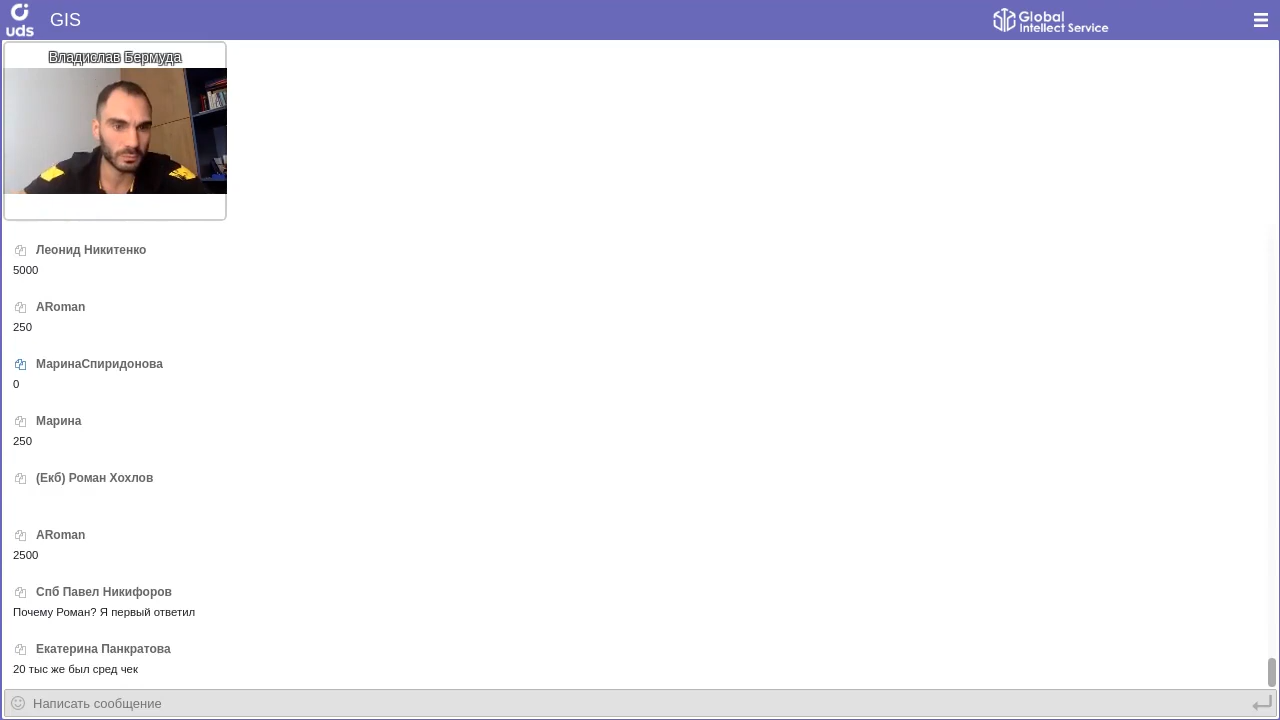 uds
GIS
Global
Intellect Service
Владислав Бермуда
Леонид Никитенко
5000
ARoman
250
МаринаСпиридонова
0
Марина
250
(Екб) Роман Хохлов
ARoman
2500
Спб Павел Никифоров
Почему Роман? Я первый ответил
Екатерина Панкратова
20 тыс же был сред чек
Написать сообщение